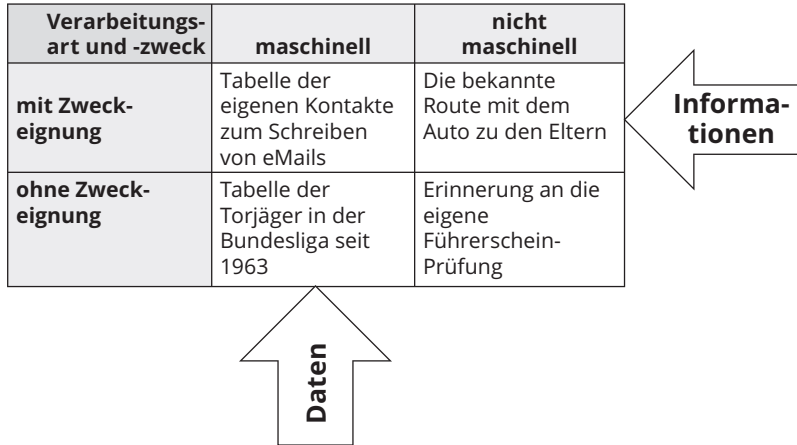 Verarbeitungs-
art und -zweck
maschinell
nicht
maschinell
mit Zweck-
eignung
Tabelle der
eigenen Kontakte
zum Schreiben
von eMails
Die bekannte
Route mit dem
Auto zu den Eltern
Informa-
tionen
ohne Zweck-
eignung
Tabelle der
Torjäger in der
Bundesliga seit
1963
Erinnerung an die
eigene
Führerschein-
Prüfung
Daten